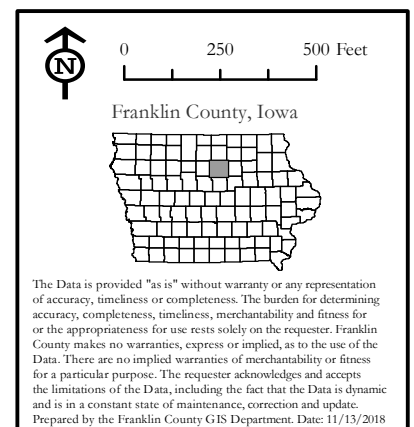 N
0 250 500 Feet
Franklin County, Iowa
The Data is provided "as is" without warranty or any representation
of accuracy, timeliness or completeness. The burden for determining
accuracy, completeness, timeliness, merchantability and fitness for
or the appropriateness for use rests solely on the requester. Franklin
County makes no warranties, express or implied, as to the use of the
Data. There are no implied warranties of merchantability or fitness
for a particular purpose. The requester acknowledges and accepts
the limitations of the Data, including the fact that the Data is dynamic
and is in a constant state of maintenance, correction and update.
Prepared by the Franklin County GIS Department. Date: 11/13/2018